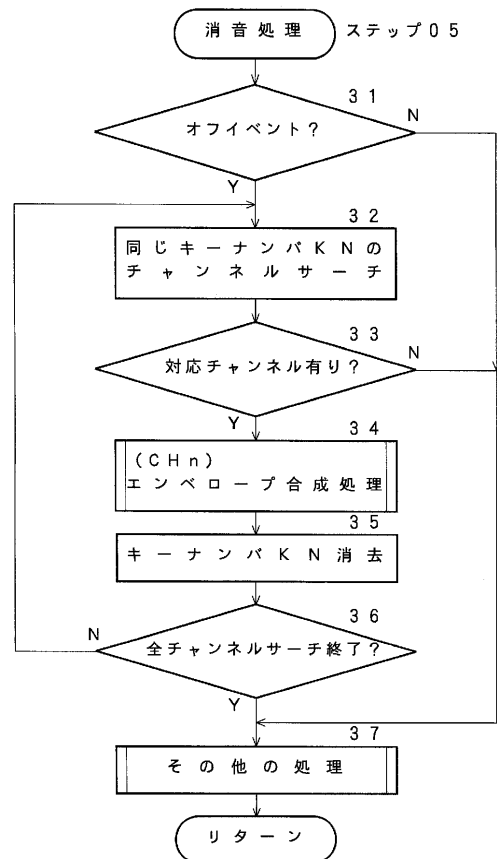 消音処理 ステップ05
31
オフイベント？
N
Y
32
同じキーナンバKNの
チャンネルサーチ
33
対応チャンネル有り？
N
Y
34
(CHn)
エンベロープ合成処理
35
キーナンバKN消去
36
N
全チャンネルサーチ終了？
Y
37
その他の処理
リターン